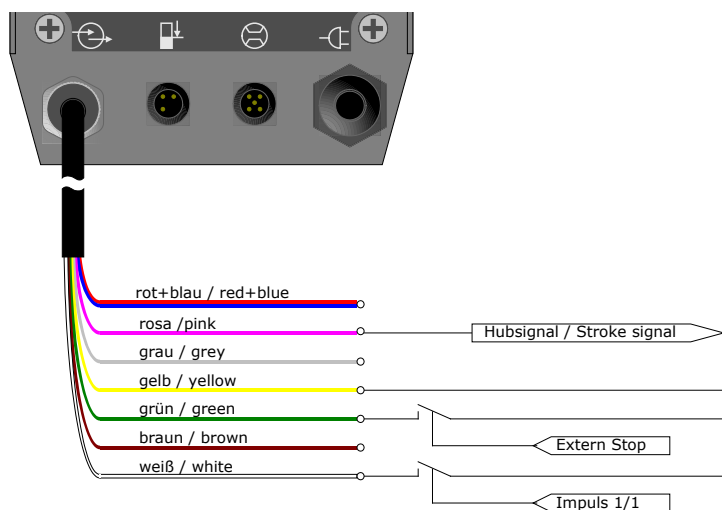 rot+blau / red+blue
rosa /pink
Hubsignal / Stroke signal
grau / grey
gelb / yellow
grün / green
Extern Stop
braun / brown
weiß / white
Impuls 1/1